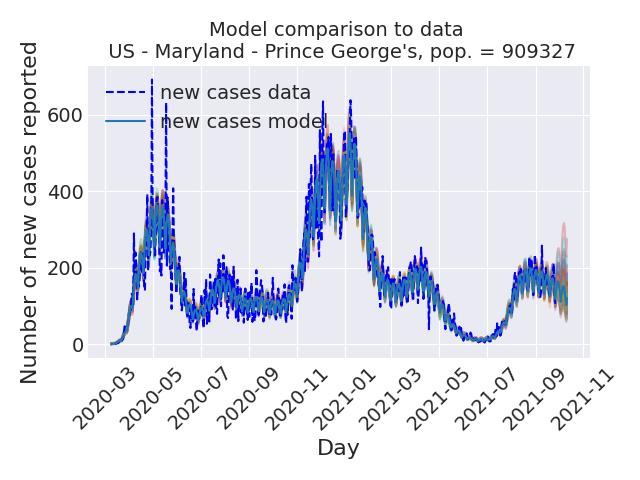 Model comparison to data
US - Maryland - Prince George's, pop. = 909327
Number of new cases reported
600
400
200
0
new cases data
new cases model
2020-03
2020-05
2020-07
2020-09
2020-11
2021-01
2021-03
2021-05
2021-07
2021-09
2021-11
Day